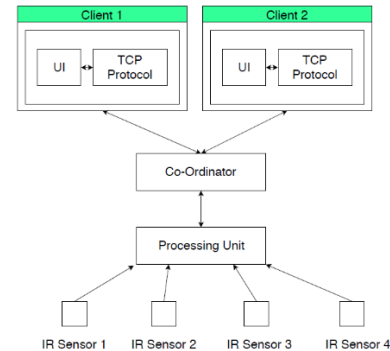 Client 1
Client 2
UI
TCP
Protocol
UI
TCP
Protocol
Co-Ordinator
Processing Unit
IR Sensor 1
IR Sensor 2
IR Sensor 3
IR Sensor 4